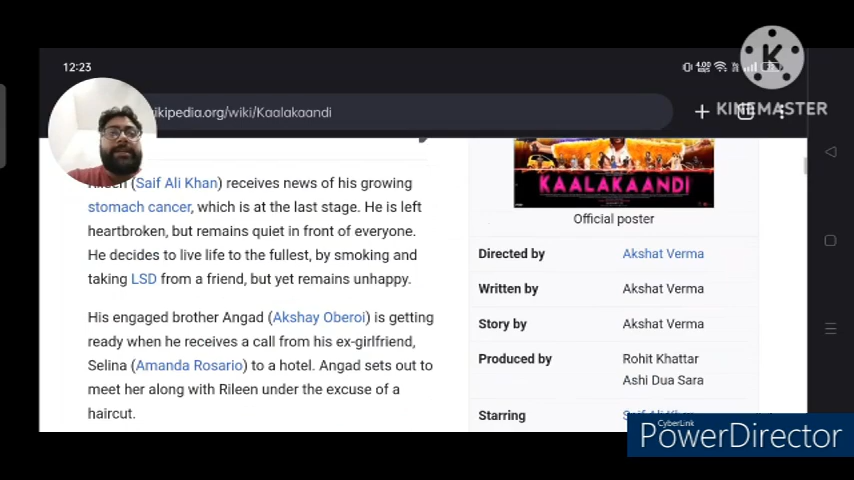 12:23
4.00
KINEMASTER
ikipedia.org/wiki/Kaalakaandi
(Saif Ali Khan) receives news of his growing
stomach cancer, which is at the last stage. He is left
heartbroken, but remains quiet in front of everyone.
He decides to live life to the fullest, by smoking and
taking LSD from a friend, but yet remains unhappy.
His engaged brother Angad (Akshay Oberoi) is getting
ready when he receives a call from his ex-girlfriend,
Selina (Amanda Rosario) to a hotel. Angad sets out to
meet her along with Rileen under the excuse of a
haircut.
KAALAKAANDI
Official poster
Directed by Akshat Verma
Written by Akshat Verma
Story by Akshat Verma
Produced by Rohit Khattar
Ashi Dua Sara
Starring Saif Ali Khan
CyberLink
PowerDirector